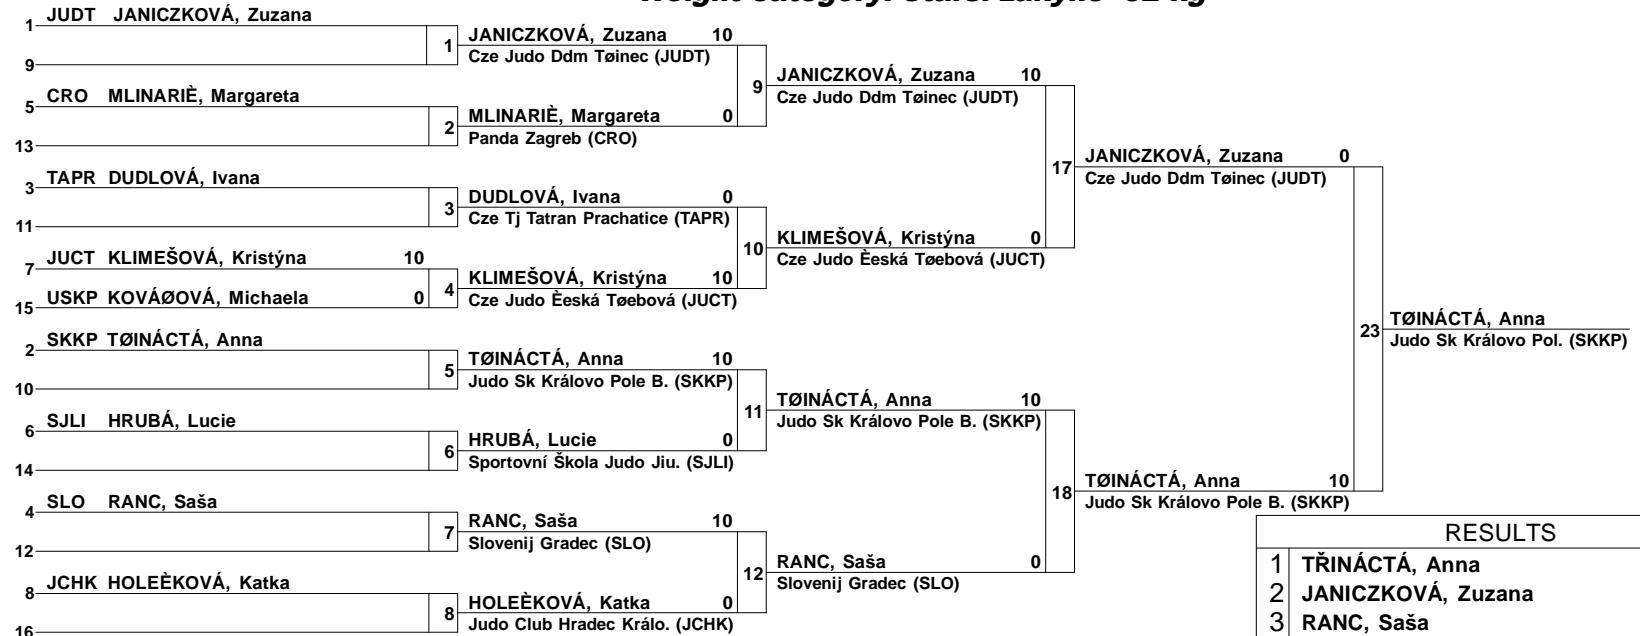 1 JUDT JANICZKOVÁ, Zuzana
9
1 JANICZKOVÁ, Zuzana 10
Cze Judo Ddm Tøinec (JUDT)
5 CRO MLINARIÈ, Margareta
13
2 MLINARIÈ, Margareta 0
Panda Zagreb (CRO)
3 TAPR DUDLOVÁ, Ivana
11
3 DUDLOVÁ, Ivana 0
Cze Tj Tatran Prachatice (TAPR)
7 JUCT KLIMEŠOVÁ, Kristýna 10
15 USKP KOVÁØOVÁ, Michaela 0
4 KLIMEŠOVÁ, Kristýna 10
Cze Judo Èeská Tøebová (JUCT)
2 SKKP TØINÁCTÁ, Anna
10
5 TØINÁCTÁ, Anna 10
Judo Sk Královo Pole B. (SKKP)
6 SJLI HRUBÁ, Lucie
14
6 HRUBÁ, Lucie 0
Sportovní Škola Judo Jiu. (SJLI)
4 SLO RANC, Saša
12
7 RANC, Saša 10
Slovenij Gradec (SLO)
8 JCHK HOLEÈKOVÁ, Katka
16
8 HOLEÈKOVÁ, Katka 0
Judo Club Hradec Králo. (JCHK)
9 JANICZKOVÁ, Zuzana 10
Cze Judo Ddm Tøinec (JUDT)
10 KLIMEŠOVÁ, Kristýna 0
Cze Judo Èeská Tøebová (JUCT)
11 TØINÁCTÁ, Anna 10
Judo Sk Královo Pole B. (SKKP)
12 RANC, Saša 0
Slovenij Gradec (SLO)
17 JANICZKOVÁ, Zuzana 0
Cze Judo Ddm Tøinec (JUDT)
18 TØINÁCTÁ, Anna 10
Judo Sk Královo Pole B. (SKKP)
23 TØINÁCTÁ, Anna
Judo Sk Královo Pol. (SKKP)
RESULTS
1 TŘINÁCTÁ, Anna
2 JANICZKOVÁ, Zuzana
3 RANC, Saša